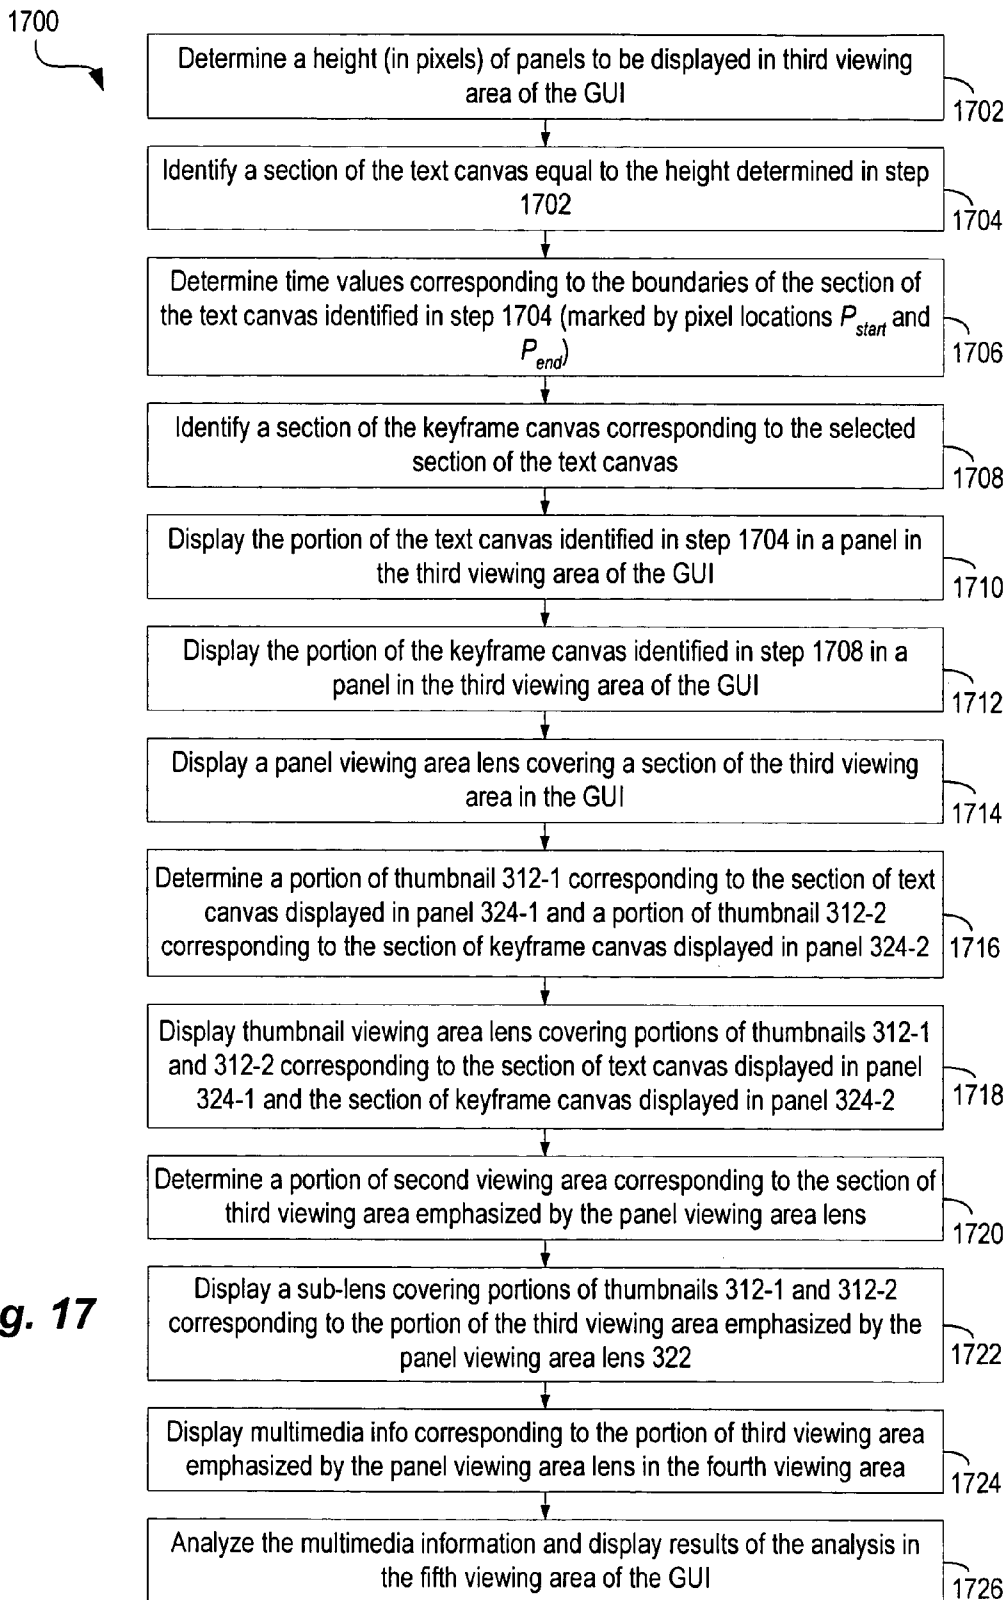 1700
Determine a height (in pixels) of panels to be displayed in third viewing
area of the GUI
1702
Identify a section of the text canvas equal to the height determined in step
1702
1704
Determine time values corresponding to the boundaries of the section of
the text canvas identified in step 1704 (marked by pixel locations Pstart and
Pend)
1706
Identify a section of the keyframe canvas corresponding to the selected
section of the text canvas
1708
Display the portion of the text canvas identified in step 1704 in a panel in
the third viewing area of the GUI
1710
Display the portion of the keyframe canvas identified in step 1708 in a
panel in the third viewing area of the GUI
1712
Display a panel viewing area lens covering a section of the third viewing
area in the GUI
1714
Determine a portion of thumbnail 312-1 corresponding to the section of text
canvas displayed in panel 324-1 and a portion of thumbnail 312-2
corresponding to the section of keyframe canvas displayed in panel 324-2
1716
Display thumbnail viewing area lens covering portions of thumbnails 312-1
and 312-2 corresponding to the section of text canvas displayed in panel
324-1 and the section of keyframe canvas displayed in panel 324-2
1718
Determine a portion of second viewing area corresponding to the section of
third viewing area emphasized by the panel viewing area lens
1720
g. 17
Display a sub-lens covering portions of thumbnails 312-1 and 312-2
corresponding to the portion of the third viewing area emphasized by the
panel viewing area lens 322
1722
Display multimedia info corresponding to the portion of third viewing area
emphasized by the panel viewing area lens in the fourth viewing area
1724
Analyze the multimedia information and display results of the analysis in
the fifth viewing area of the GUI
1726